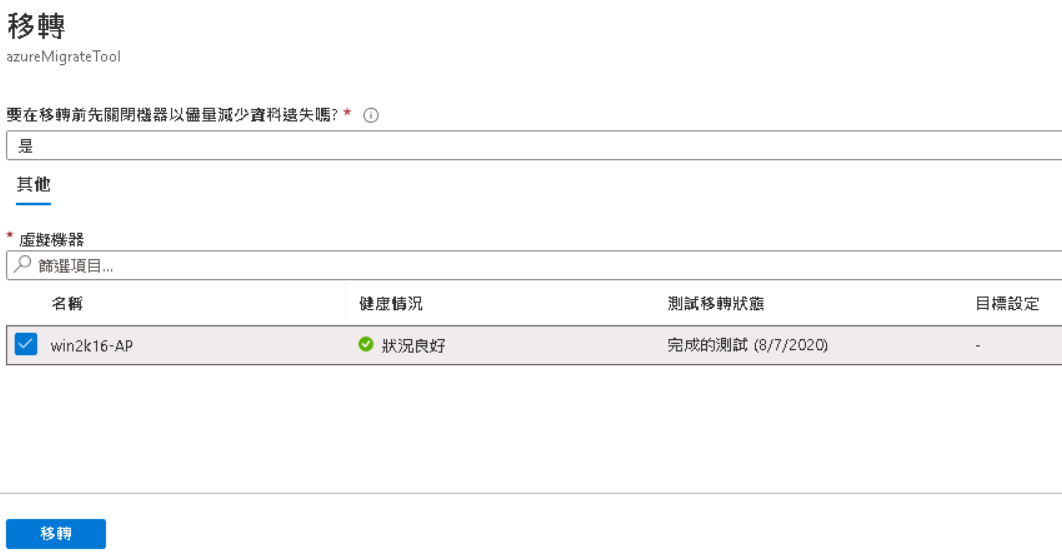 移轉
azureMigrateTool
要在移轉前先關閉機器以儘量減少資料遺失嗎? *
是
其他
* 虛擬機器
篩選項目...
名稱 健康情況 測試移轉狀態 目標設定
win2k16-AP 狀況良好 完成的測試 (8/7/2020) -
移轉